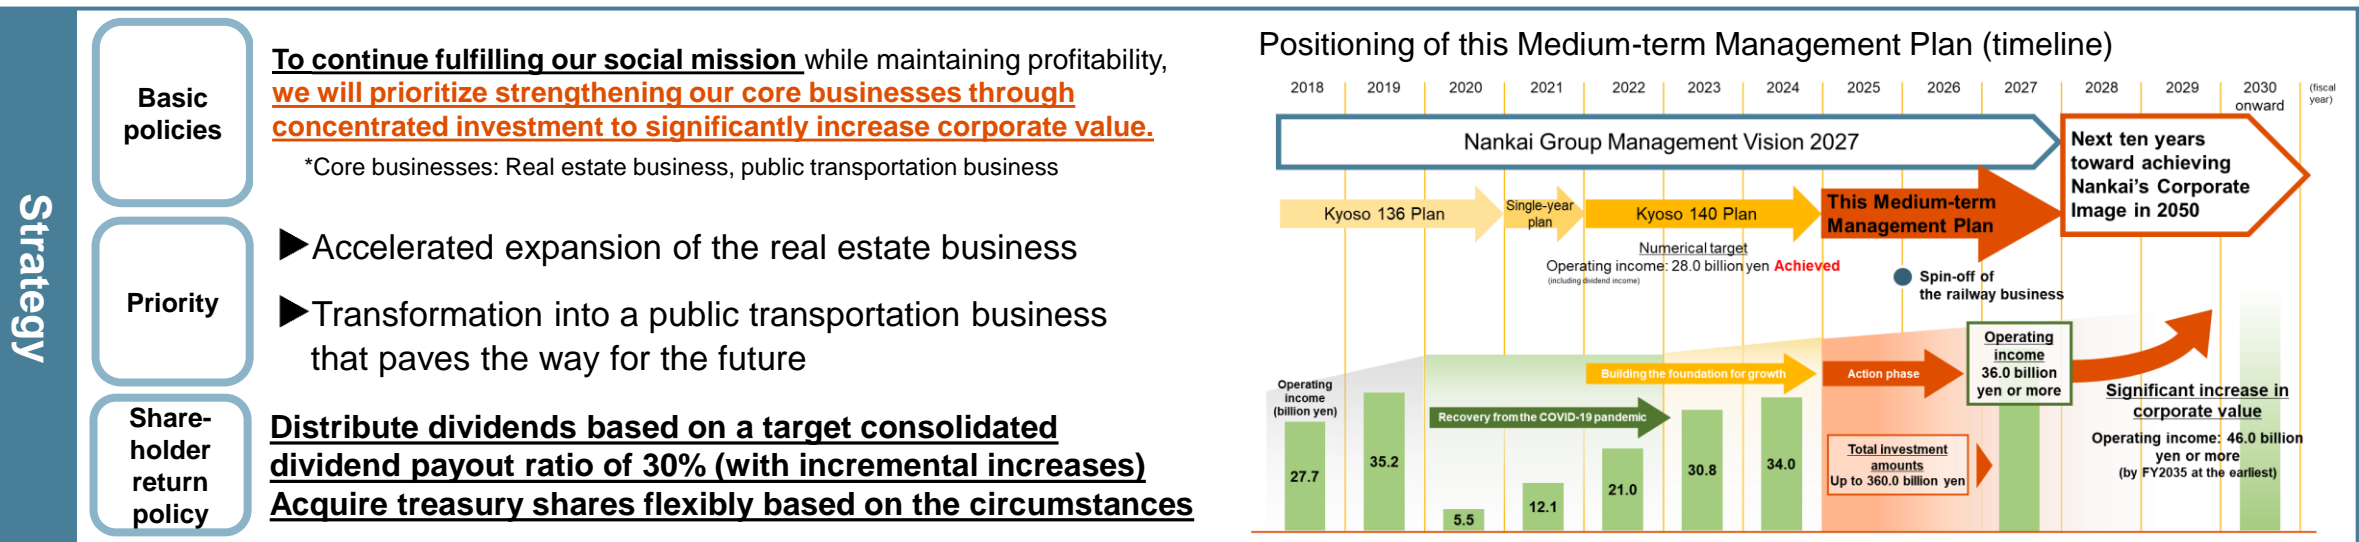 Strategy
Basic
policies
To continue fulfilling our social mission while maintaining profitability,
we will prioritize strengthening our core businesses through
concentrated investment to significantly increase corporate value.
*Core businesses: Real estate business, public transportation business
Priority
▶Accelerated expansion of the real estate business
▶Transformation into a public transportation business
that paves the way for the future
Share-
holder
return
policy
Distribute dividends based on a target consolidated
dividend payout ratio of 30% (with incremental increases)
Acquire treasury shares flexibly based on the circumstances
Positioning of this Medium-term Management Plan (timeline)
2018 2019 2020 2021 2022 2023 2024 2025 2026 2027 2028 2029 2030
onward
(fiscal
year)
Nankai Group Management Vision 2027
Next ten years
toward achieving
Nankai's Corporate
Image in 2050
Kyoso 136 Plan
Single-year
plan
Kyoso 140 Plan
This Medium-term
Management Plan
Numerical target
Operating income: 28.0 billion yen Achieved
(including dividend income)
Spin-off of
the railway business
Operating
income
(billion yen)
27.7
35.2
5.5
12.1
21.0
30.8
34.0
Recovery from the COVID-19 pandemic
Building the foundation for growth
Action phase
Operating
income
36.0 billion
yen or more
Total investment
amounts
Up to 360.0 billion yen
Significant increase in
corporate value
Operating income: 46.0 billion
yen or more
(by FY2035 at the earliest)